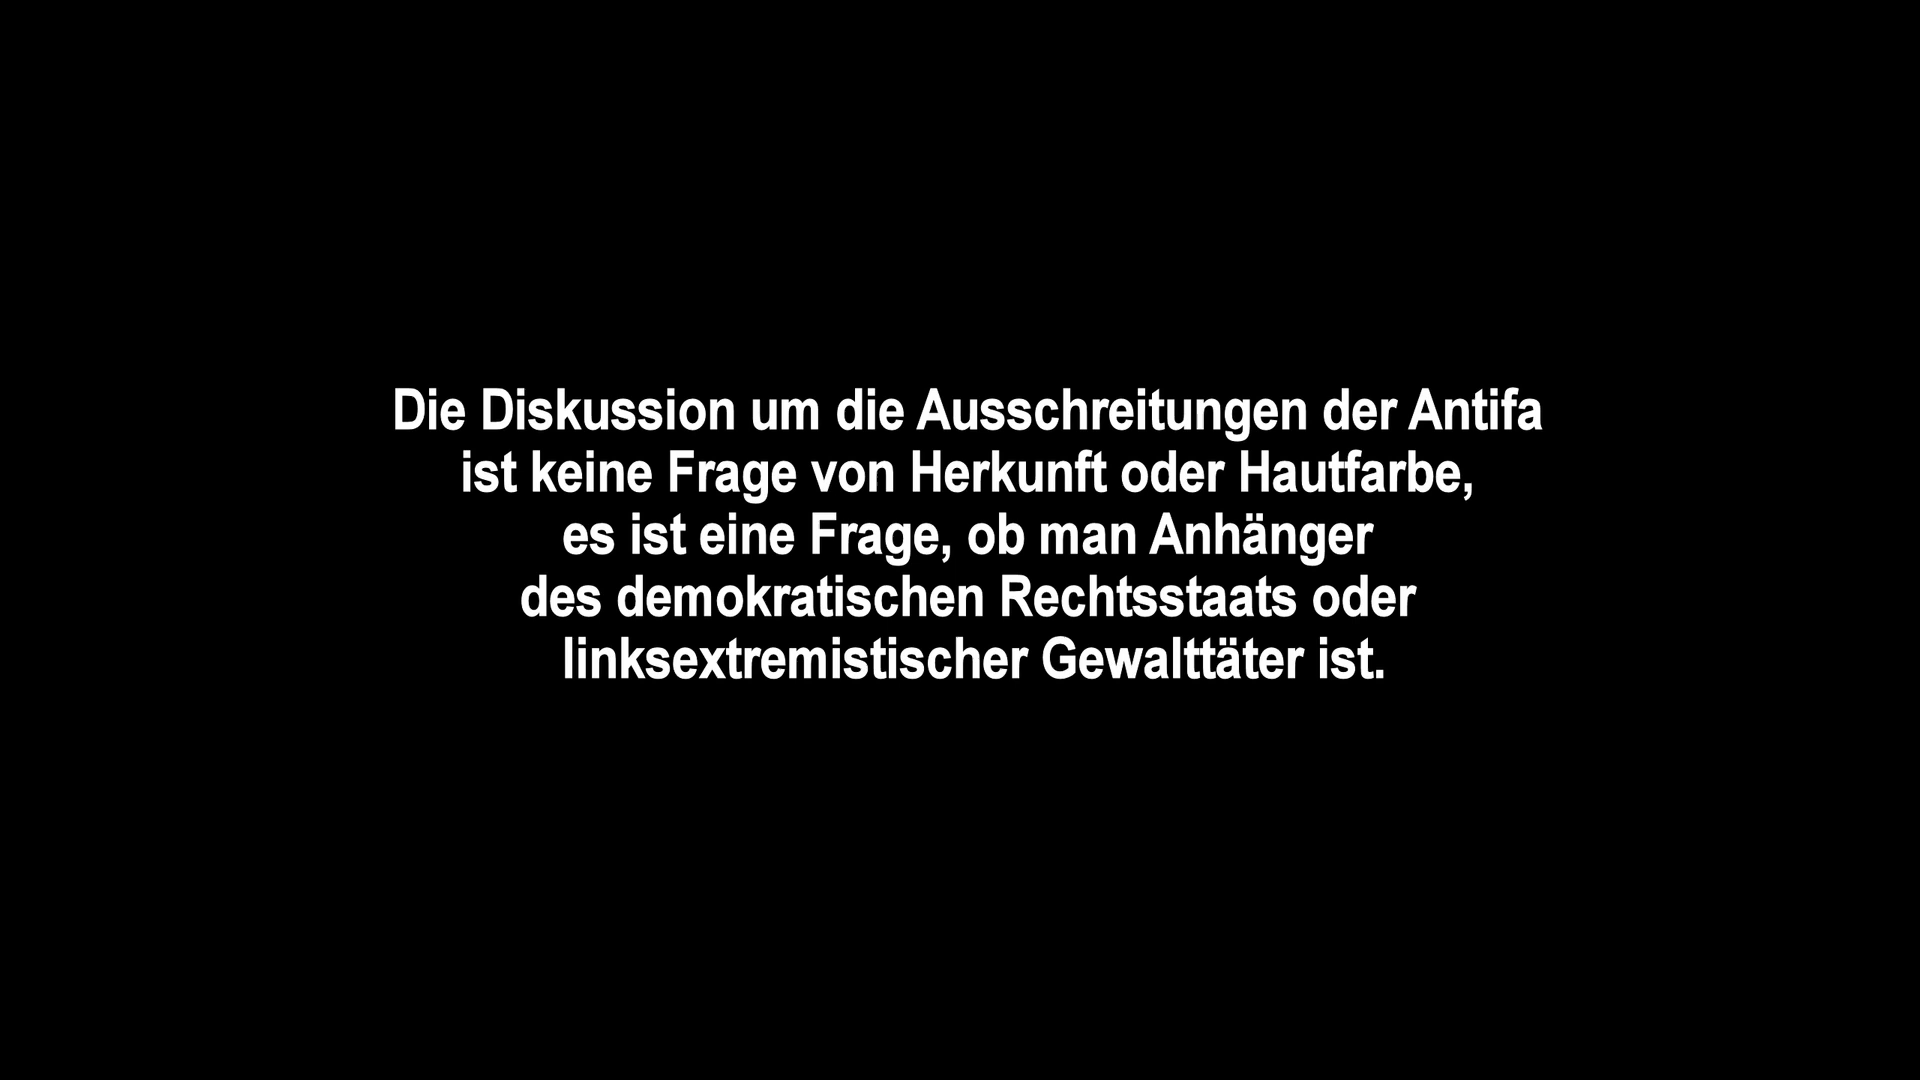 Die Diskussion um die Ausschreitungen der Antifa
ist keine Frage von Herkunft oder Hautfarbe,
es ist eine Frage, ob man Anhänger
des demokratischen Rechtsstaats oder
linksextremistischer Gewalttäter ist.